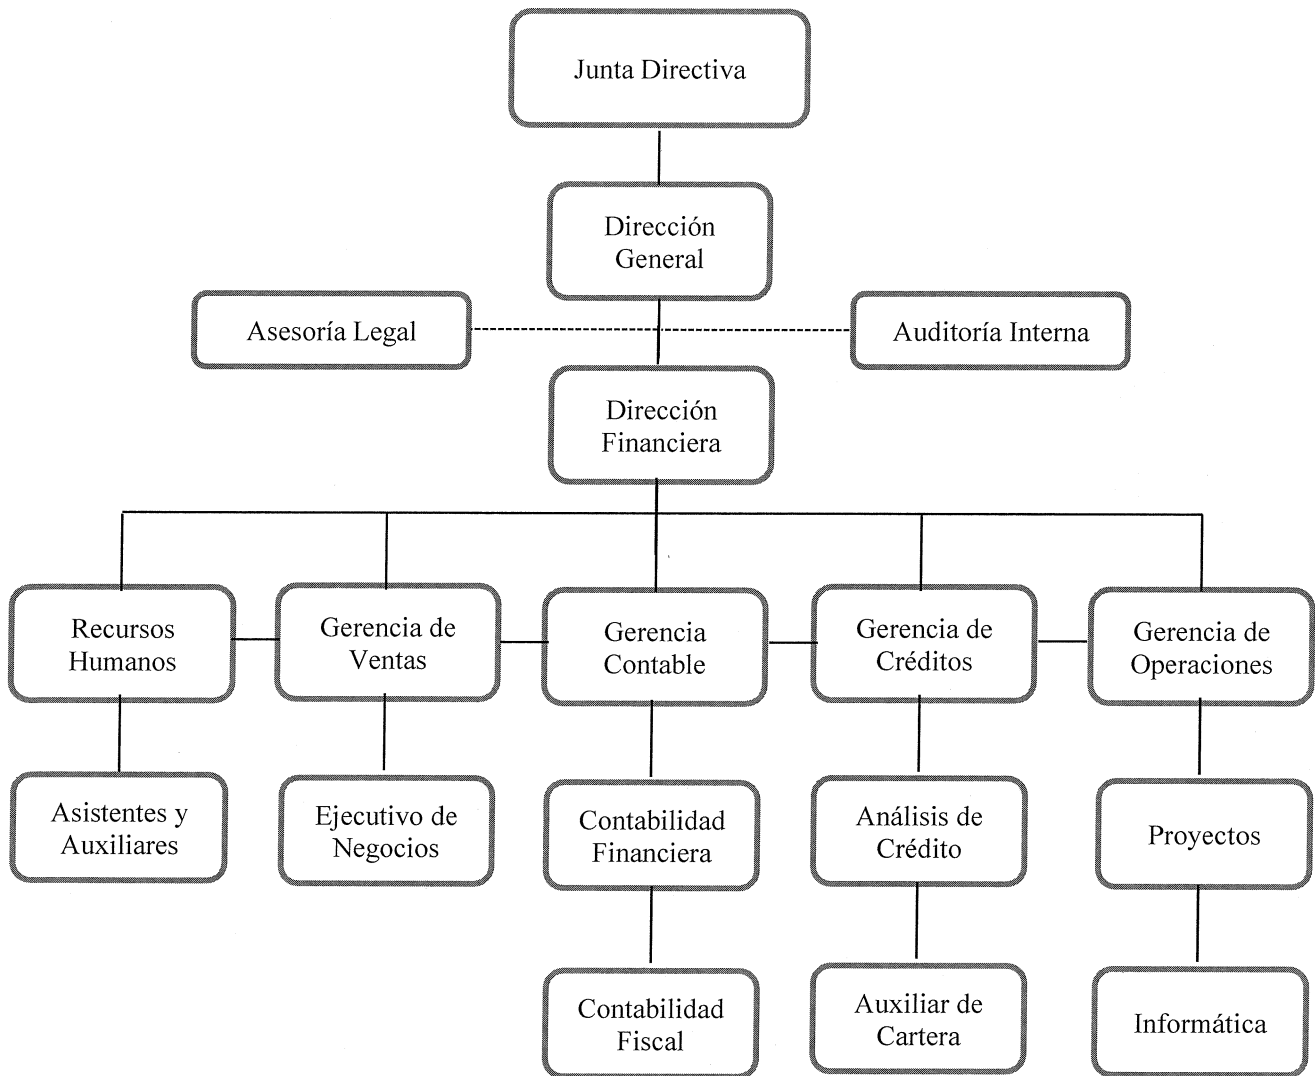 Junta Directiva
Dirección
General
Asesoría Legal
Auditoría Interna
Dirección
Financiera
Recursos
Humanos
Gerencia de
Ventas
Gerencia
Contable
Gerencia de
Créditos
Gerencia de
Operaciones
Asistentes y
Auxiliares
Ejecutivo de
Negocios
Contabilidad
Financiera
Análisis de
Crédito
Proyectos
Contabilidad
Fiscal
Auxiliar de
Cartera
Informática